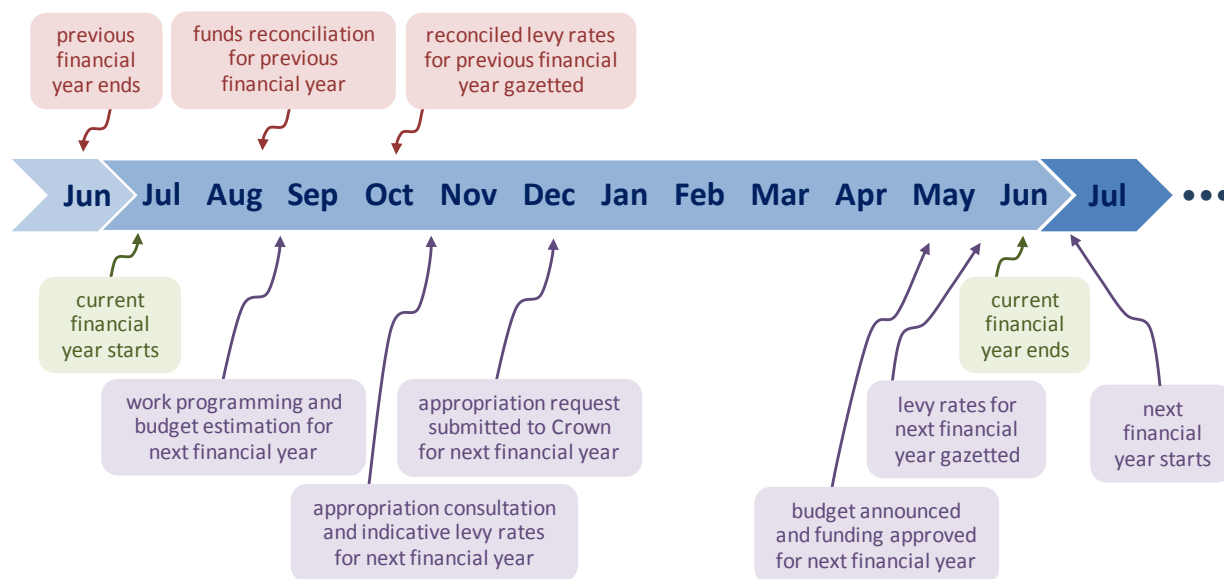 previous
financial
year ends
funds reconciliation
for previous
financial year
reconciled levy rates
for previous financial
year gazetted
Jun Jul Aug Sep Oct Nov Dec Jan Feb Mar Apr May Jun Jul •••
current
financial
year starts
work programming and
budget estimation for
next financial year
appropriation consultation
and indicative levy rates
for next financial year
appropriation request
submitted to Crown
for next financial year
budget announced
and funding approved
for next financial year
levy rates for
next financial
year gazetted
current
financial
year ends
next
financial
year starts